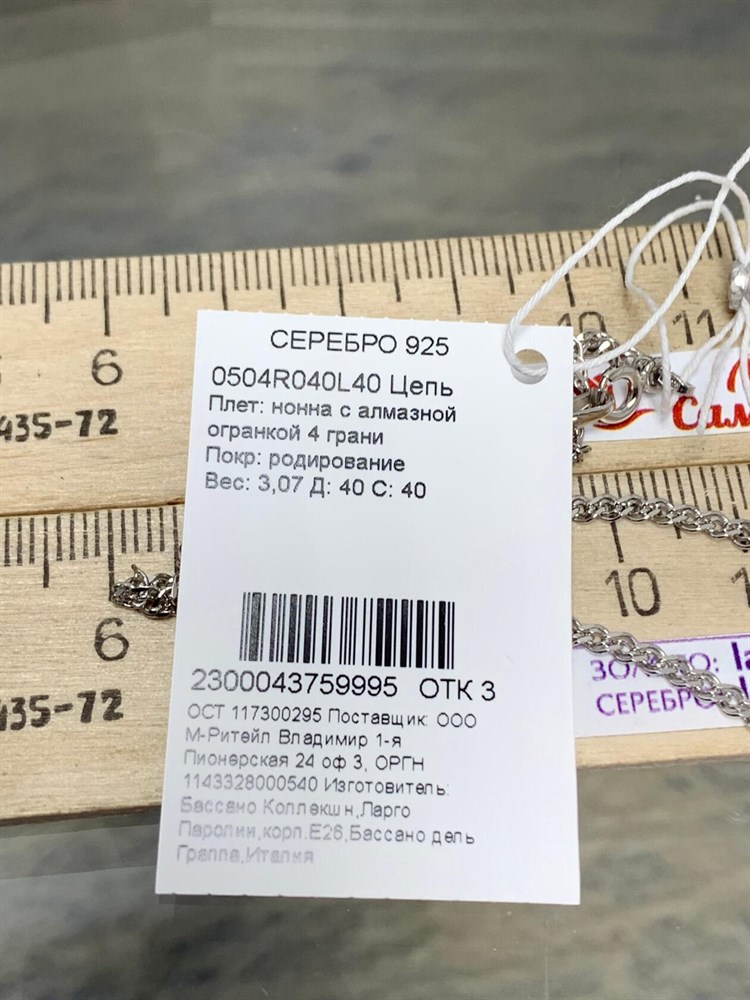 10
11
6
435-72
СЕРЕБРО 925
0504R040L40 Цепь
Плет: нонна с алмазной
огранкой 4 грани
Покр: родирование
Вес: 3,07 Д: 40 С: 40
6
10
435-72
ЗОЛОТО:
СЕРЕБРО
2300043759995 ОТК 3
ОСТ 117300295 Поставщик: ООО
М-Ритейл Владимир 1-я
Пионерская 24 оф 3, ОРГН
1143328000540 Изготовитель:
Бассано Коллекшн,Ларго
Паролии,корп.Е26,Бассано дель
Граппа,Италия